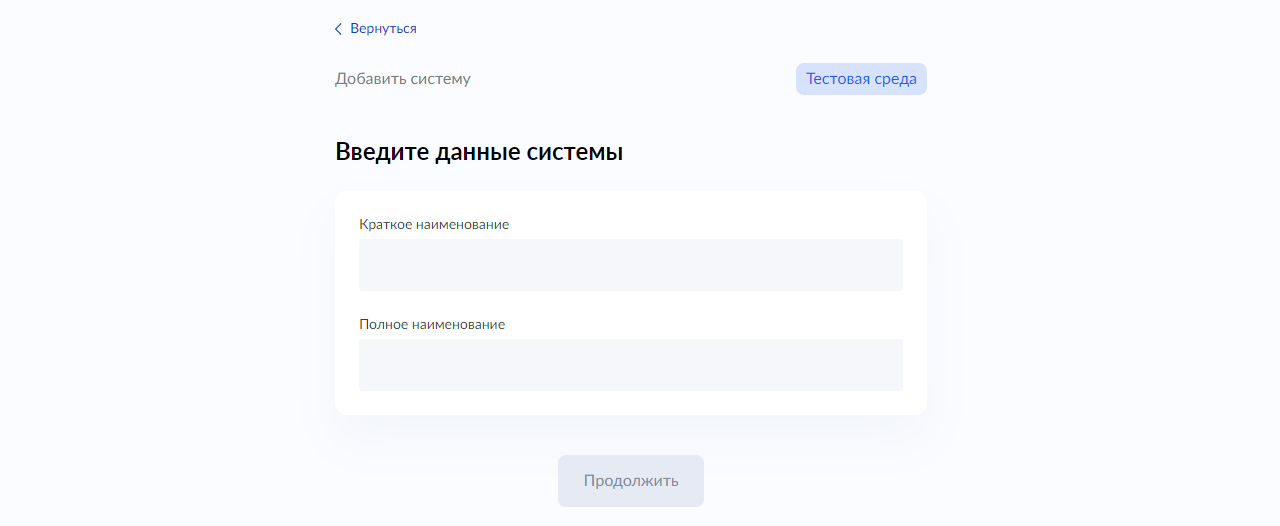 Вернуться
Добавить систему
Тестовая среда
Введите данные системы
Краткое наименование
Полное наименование
Продолжить